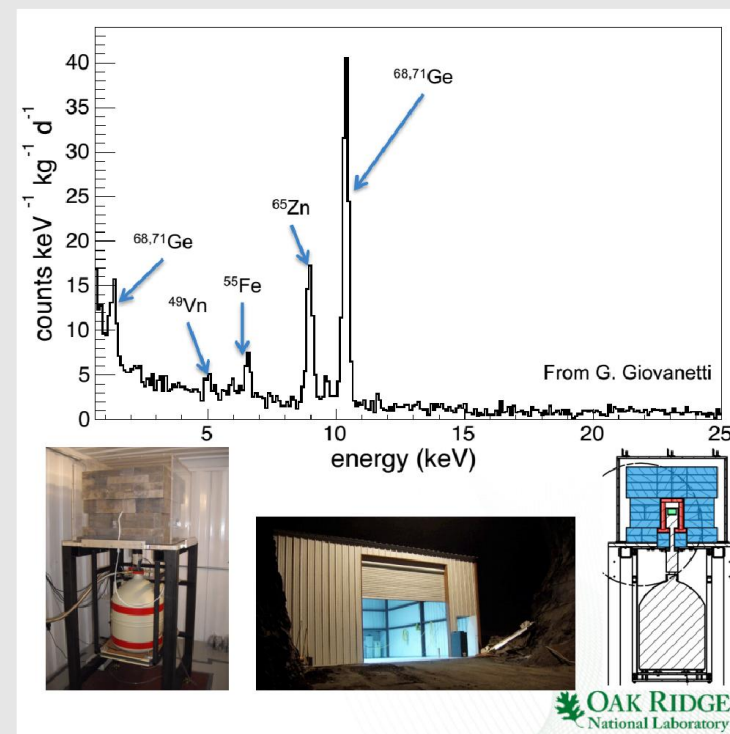 40
35
30
25
20
15
10
5
0
counts keV⁻¹ kg⁻¹ d⁻¹
⁶⁸,⁷¹Ge
⁶⁵Zn
⁶⁸,⁷¹Ge
⁵⁵Fe
⁴⁹Vn
From G. Giovanetti
5 10 15 20 25
energy (keV)
OAK RIDGE
National Laboratory